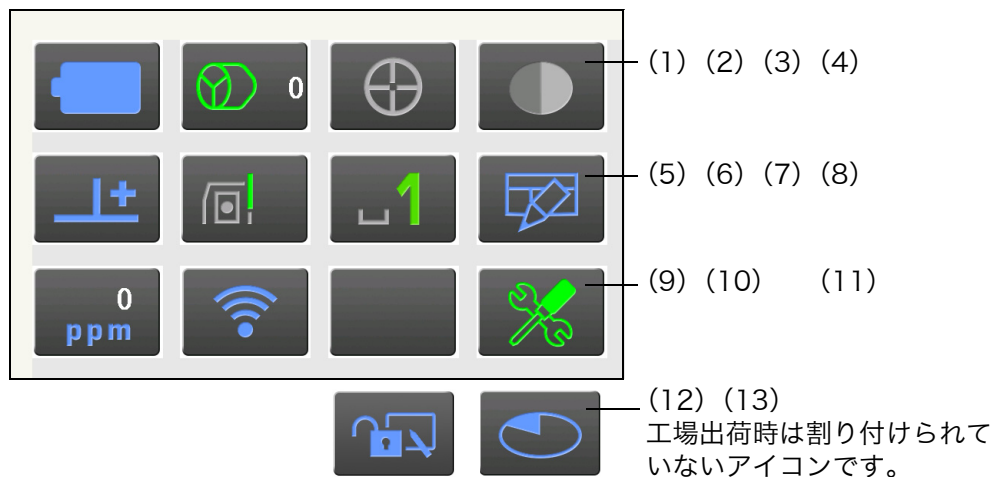 (1)(2)(3)(4)
0
(5)(6)(7)(8)
1
(9)(10) (11)
0
ppm
(12)(13)
工場出荷時は割り付けられて
いないアイコンです。